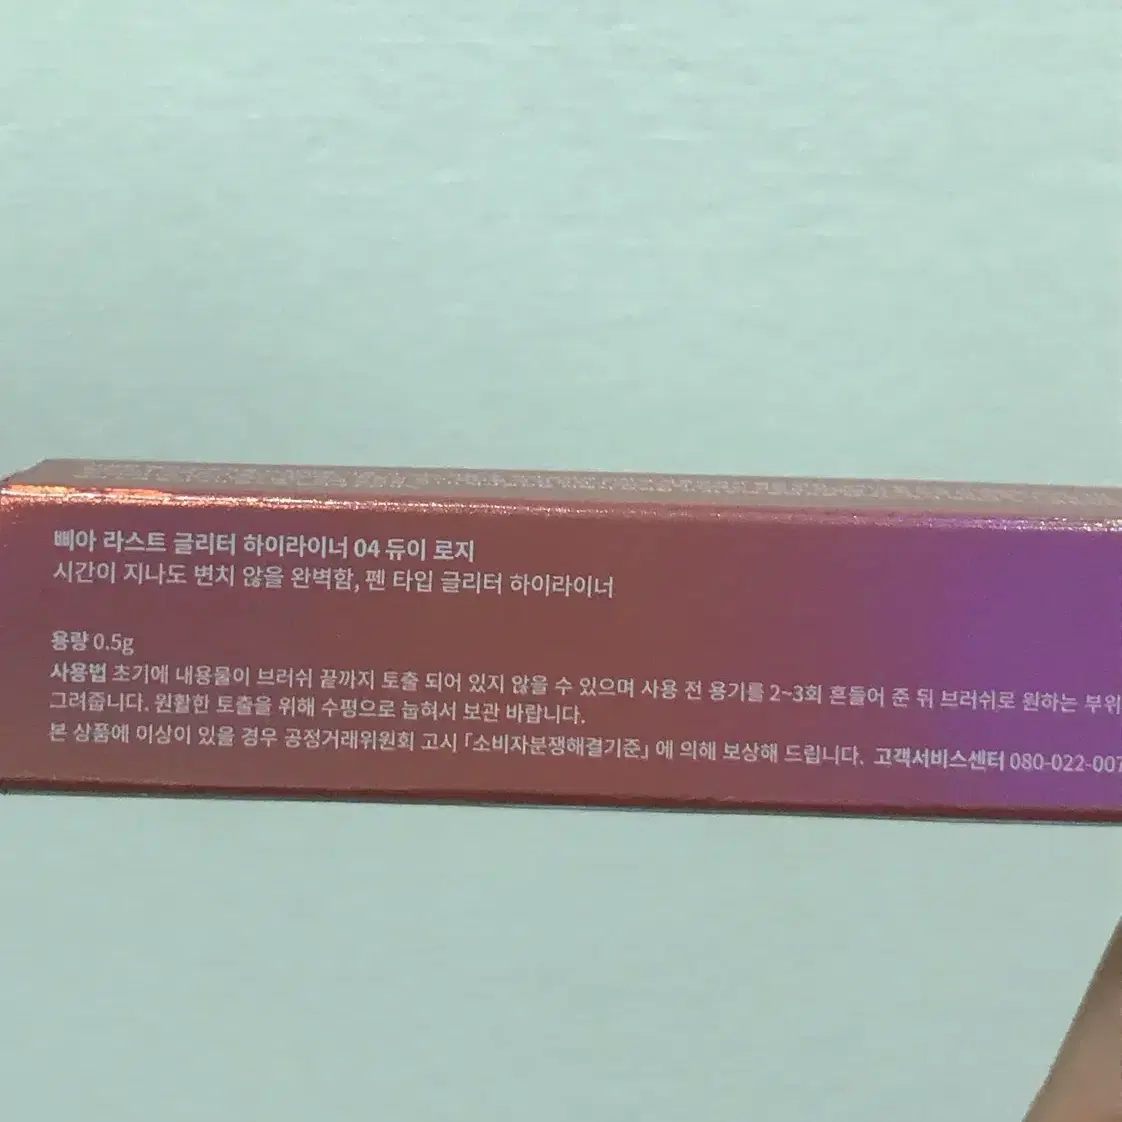 삐아 라스트 글리터 하이라이너 04 듀이 로지
시간이 지나도 변치 않을 완벽함, 펜 타입 글리터 하이라이너
용량 0.5g
사용법 초기에 내용물이 브러쉬 끝까지 토출 되어 있지 않을 수 있으며 사용 전 용기를 2~3회 흔들어 준 뒤 브러쉬로 원하는 부위
그려줍니다. 원활한 토출을 위해 수평으로 눕혀서 보관 바랍니다.
본 상품에 이상이 있을 경우 공정거래위원회 고시 「소비자분쟁해결기준」 에 의해 보상해 드립니다. 고객서비스센터 080-022-007